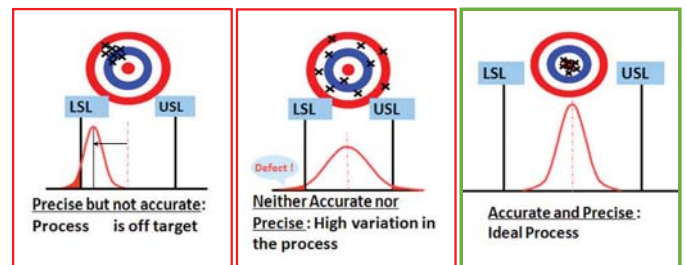 LSL
USL
Precise but not accurate:
Process is off target
LSL
USL
Defect !
Neither Accurate nor
Precise : High variation in
the process
LSL
USL
Accurate and Precise :
Ideal Process